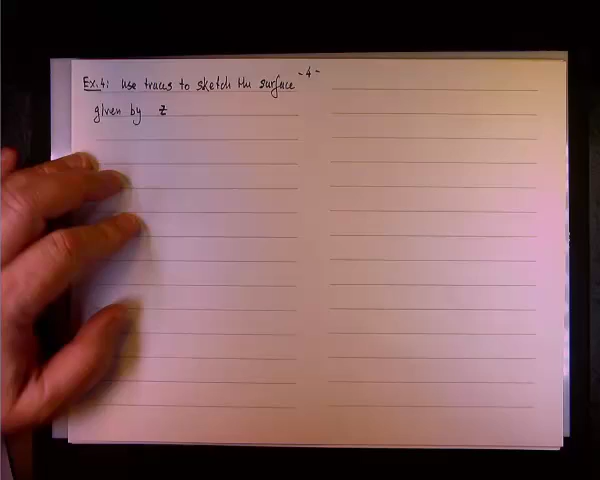 - 4 -
Ex. 4: use traces to sketch the surface
given by z